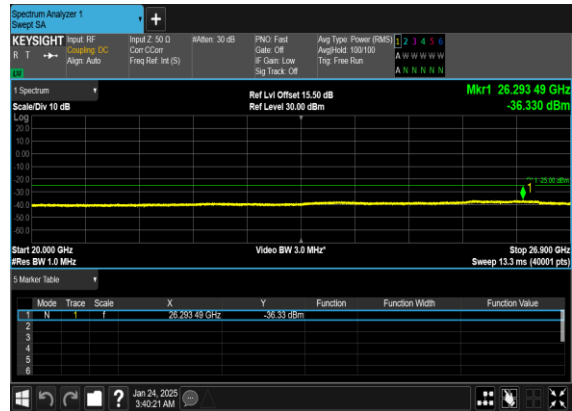 Spectrum Analyzer 1
Swept SA
KEYSIGHT Input: RF Input Z: 50 Ω #Atten: 30 dB PNO: Fast Avg Type: Power (RMS) 1 2 3 4 5 6
R T Coupling: DC Corr CCorr Gate: Off Avg|Hold: 100/100 A W W W W W
Align: Auto Freq Ref: Int (S) IF Gain: Low Trig: Free Run
Sig Track: Off A N N N N N
1 Spectrum Ref Lvl Offset 15.50 dB Mkr1 26.293 49 GHz
Scale/Div 10 dB Ref Level 30.00 dBm -36.330 dBm
Log
20.0
10.0
0.00
-10.0
-20.0
-25.00 dBm
-30.0 1
-40.0
-50.0
-60.0
Start 20.000 GHz Video BW 3.0 MHz* Stop 26.900 GHz
#Res BW 1.0 MHz Sweep 13.3 ms (40001 pts)
5 Marker Table
Mode Trace Scale X Y Function Function Width Function Value
1 N 1 f 26.293 49 GHz -36.33 dBm
2
3
4
5
6
? Jan 24, 2025
3:40:21 AM